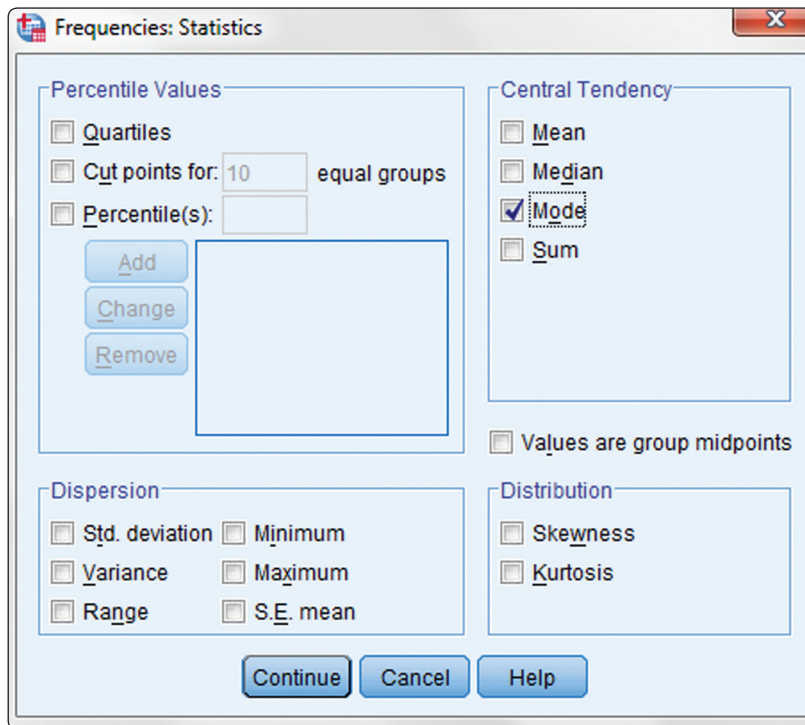 Frequencies: Statistics
Percentile Values
Quartiles
Cut points for: 10 equal groups
Percentile(s):
Add
Change
Remove
Central Tendency
Mean
Median
Mode
Sum
Values are group midpoints
Dispersion
Std. deviation Minimum
Variance Maximum
Range S.E. mean
Distribution
Skewness
Kurtosis
Continue Cancel Help